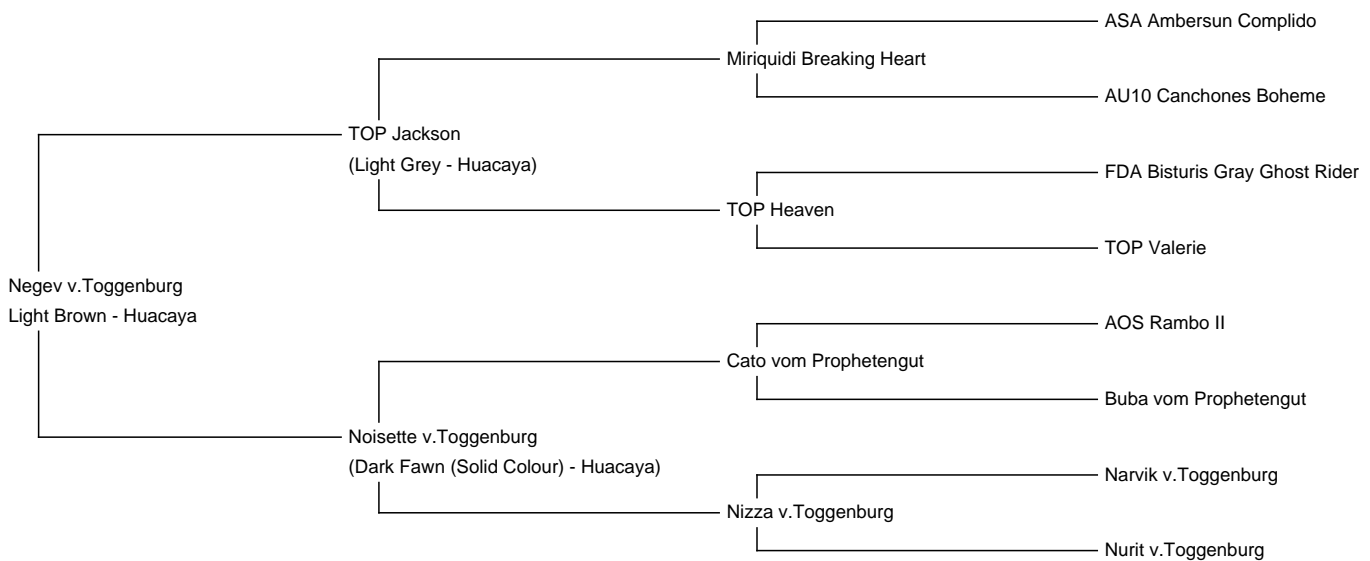 ASA Ambersun Complido
Miriquidi Breaking Heart
AU10 Canchones Boheme
TOP Jackson
(Light Grey - Huacaya)
FDA Bisturis Gray Ghost Rider
TOP Heaven
TOP Valerie
Negev v.Toggenburg
Light Brown - Huacaya
AOS Rambo II
Cato vom Prophetengut
Buba vom Prophetengut
Noisette v.Toggenburg
(Dark Fawn (Solid Colour) - Huacaya)
Narvik v.Toggenburg
Nizza v.Toggenburg
Nurit v.Toggenburg